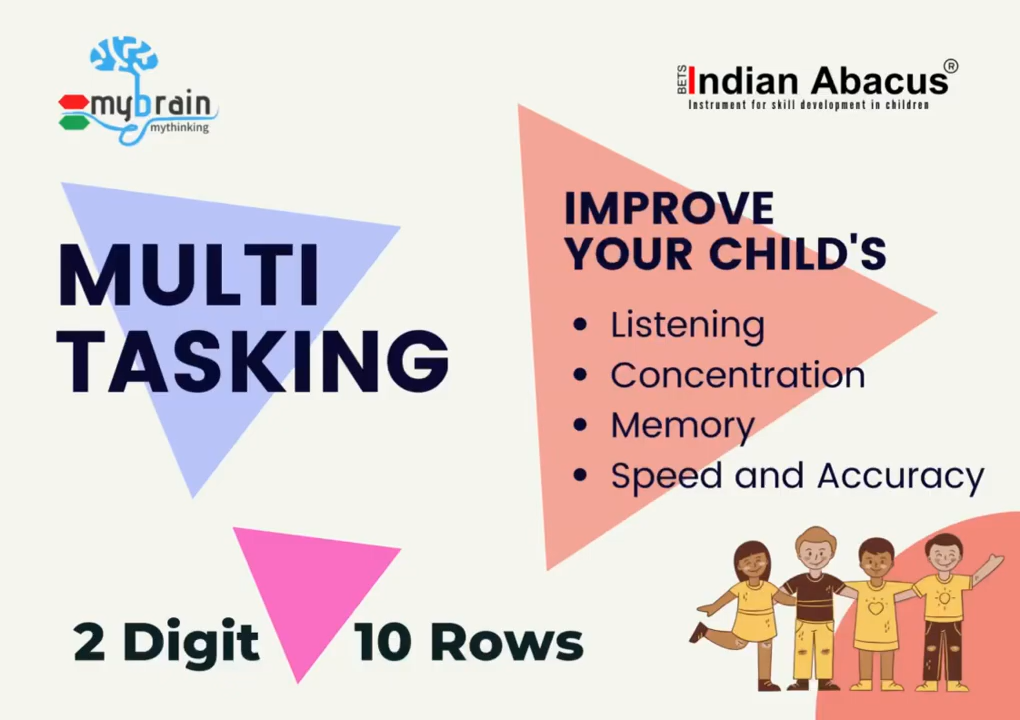 mybrain
mythinking
BETS
Indian Abacus®
Instrument for skill development in children
MULTI
TASKING
IMPROVE
YOUR CHILD'S
• Listening
• Concentration
• Memory
• Speed and Accuracy
2 Digit
10 Rows